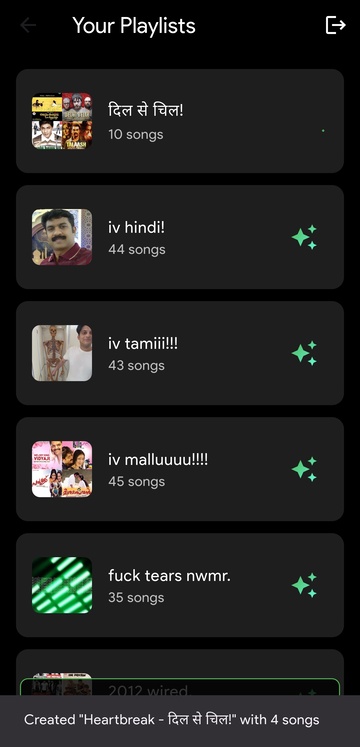 Your Playlists
दिल से चिल!
10 songs
iv hindi!
44 songs
iv tamiii!!!
43 songs
iv malluuuu!!!!
45 songs
fuck tears nwmr.
35 songs
2012 wired
Created "Heartbreak - दिल से चिल!" with 4 songs